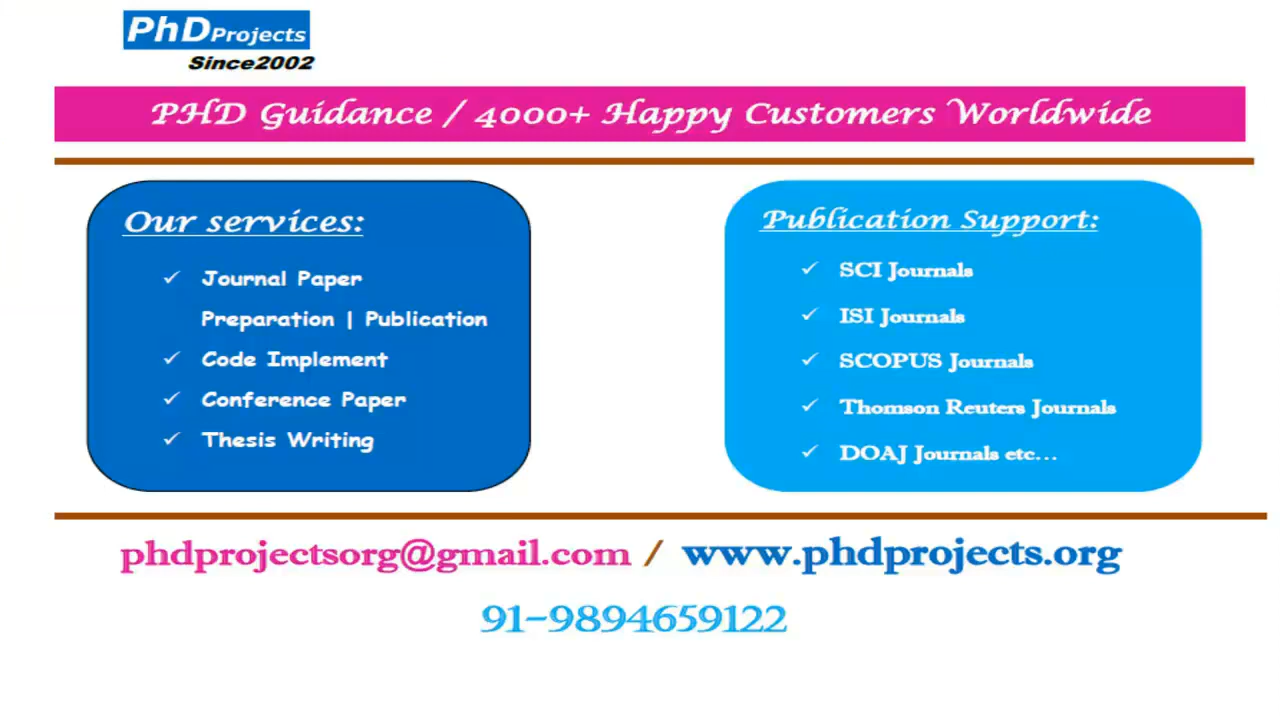 PhDProjects
Since2002
PHD Guidance / 4000+ Happy Customers Worldwide
Our services:
✓ Journal Paper
Preparation | Publication
✓ Code Implement
✓ Conference Paper
✓ Thesis Writing
Publication Support:
✓ SCI Journals
✓ ISI Journals
✓ SCOPUS Journals
✓ Thomson Reuters Journals
✓ DOAJ Journals etc...
phdprojectsorg@gmail.com / www.phdprojects.org
91-9894659122